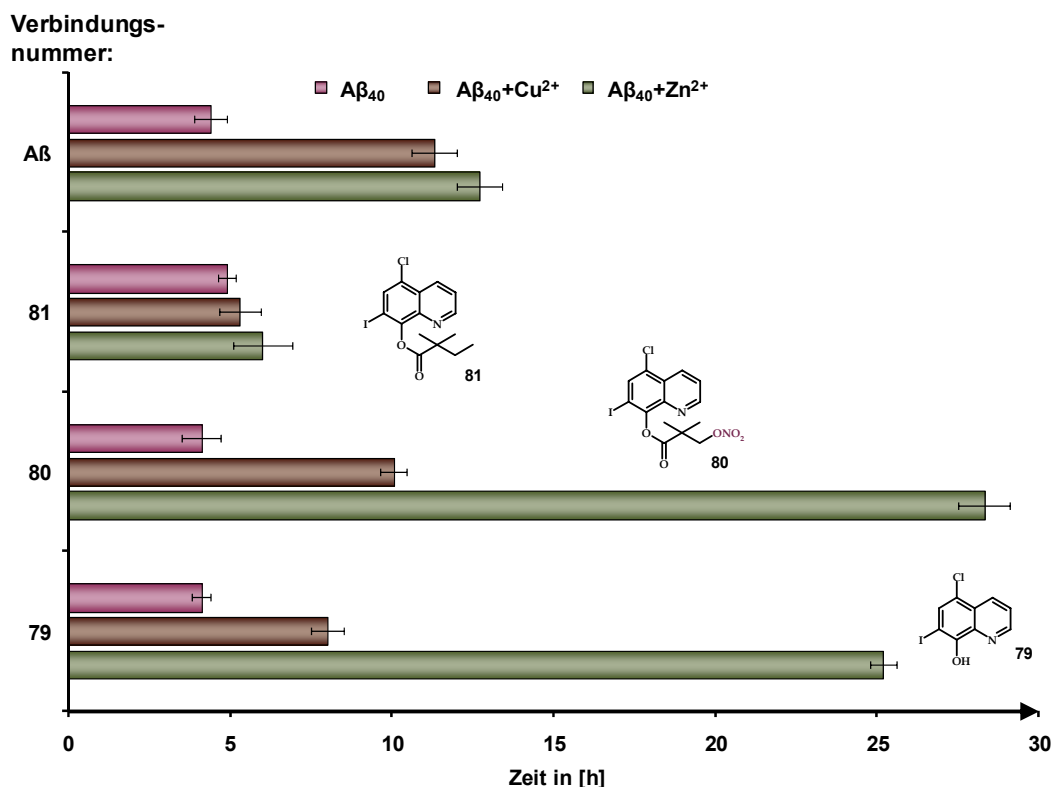 Verbindungs-
nummer:
Aβ₄₀ Aβ₄₀+Cu²⁺ Aβ₄₀+Zn²⁺
Aß
81
80
79
Cl
I
N
O
O
81
Cl
I
N
O
ONO₂
O
80
Cl
I
N
OH
79
0 5 10 15 20 25 30
Zeit in [h]